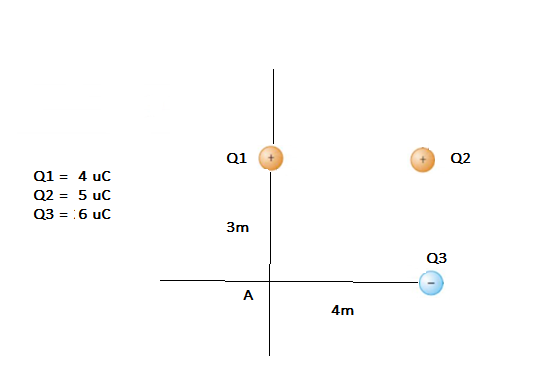 Q1
+
+
Q2
Q1 = 4 uC
Q2 = 5 uC
Q3 = 6 uC
3m
Q3
−
A
4m